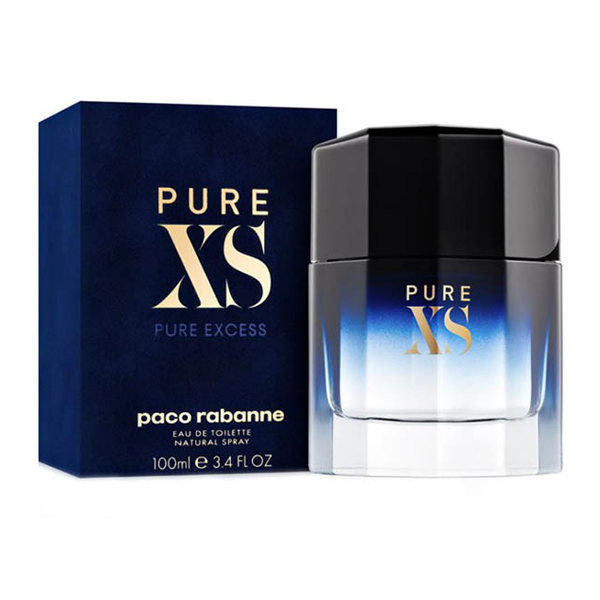 PURE
XS
PURE EXCESS
paco rabanne
EAU DE TOILETTE
NATURAL SPRAY
100ml ℮ 3.4 FL OZ
PURE
XS